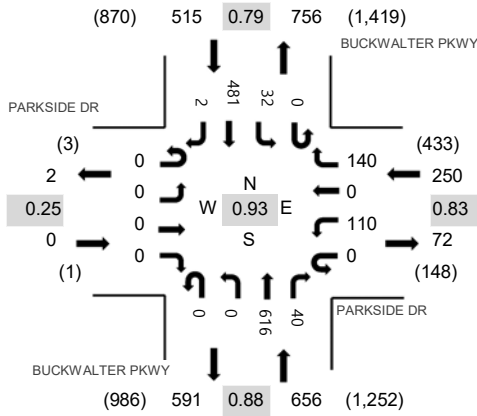 (870) 515 0.79 756 (1,419)
BUCKWALTER PKWY
2 481 32 0
PARKSIDE DR
(3) 0 140 (433)
2 0 N 0 250
0.25 W 0.93 E 0.83
0 0 S 110 72
(1) 0 0 (148)
0 0 616 40
PARKSIDE DR
BUCKWALTER PKWY
(986) 591 0.88 656 (1,252)